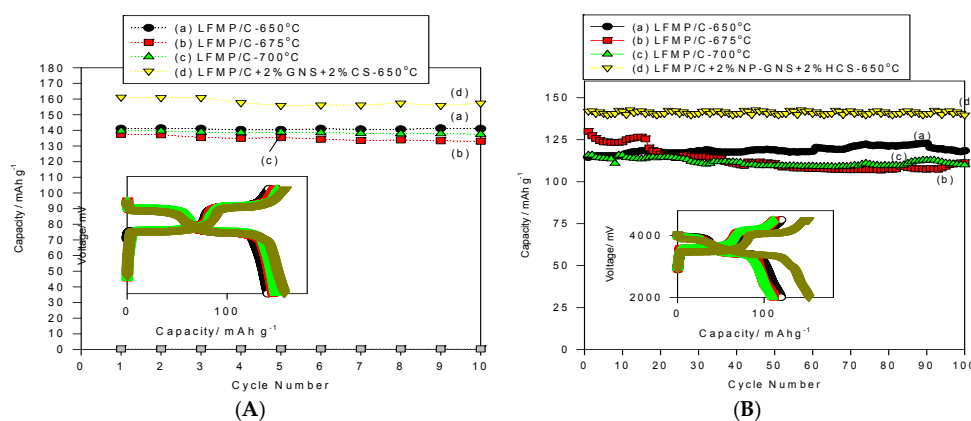 (a) LFMP/C-650°C
(b) LFMP/C-675°C
(c) LFMP/C-700°C
(d) LFMP/C+2%GNS+2%CS-650°C
180
170
160
150
140
130
120
110
100
90
80
70
60
50
40
30
20
10
0
Capacity/ mAh g-1
(d)
(a)
(c)
(b)
Voltage/ mV
0
100
Capacity/ mAh g-1
0 1 2 3 4 5 6 7 8 9 10
Cycle Number
(A)
(a) LFMP/C-650°C
(b) LFMP/C-675°C
(c) LFMP/C-700°C
(d) LFMP/C+2%NP-GNS+2%HCS-650°C
150
125
100
75
50
25
0
Capacity/ mAh g-1
(d
(a)
(c)
(b)
4000
2000
Voltage/ mV
0
100
Capacity/ mAh g-1
0 10 20 30 40 50 60 70 80 90 100
Cycle Number
(B)